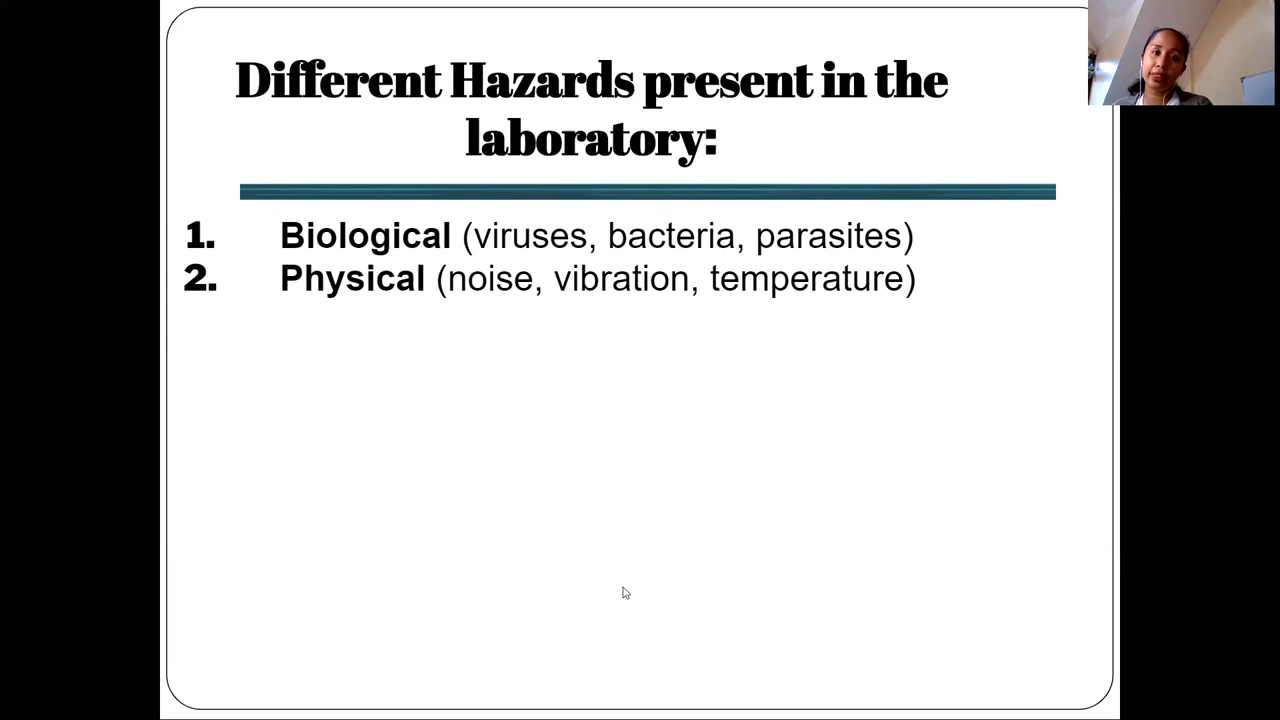 Different Hazards present in the
laboratory:
1. Biological (viruses, bacteria, parasites)
2. Physical (noise, vibration, temperature)